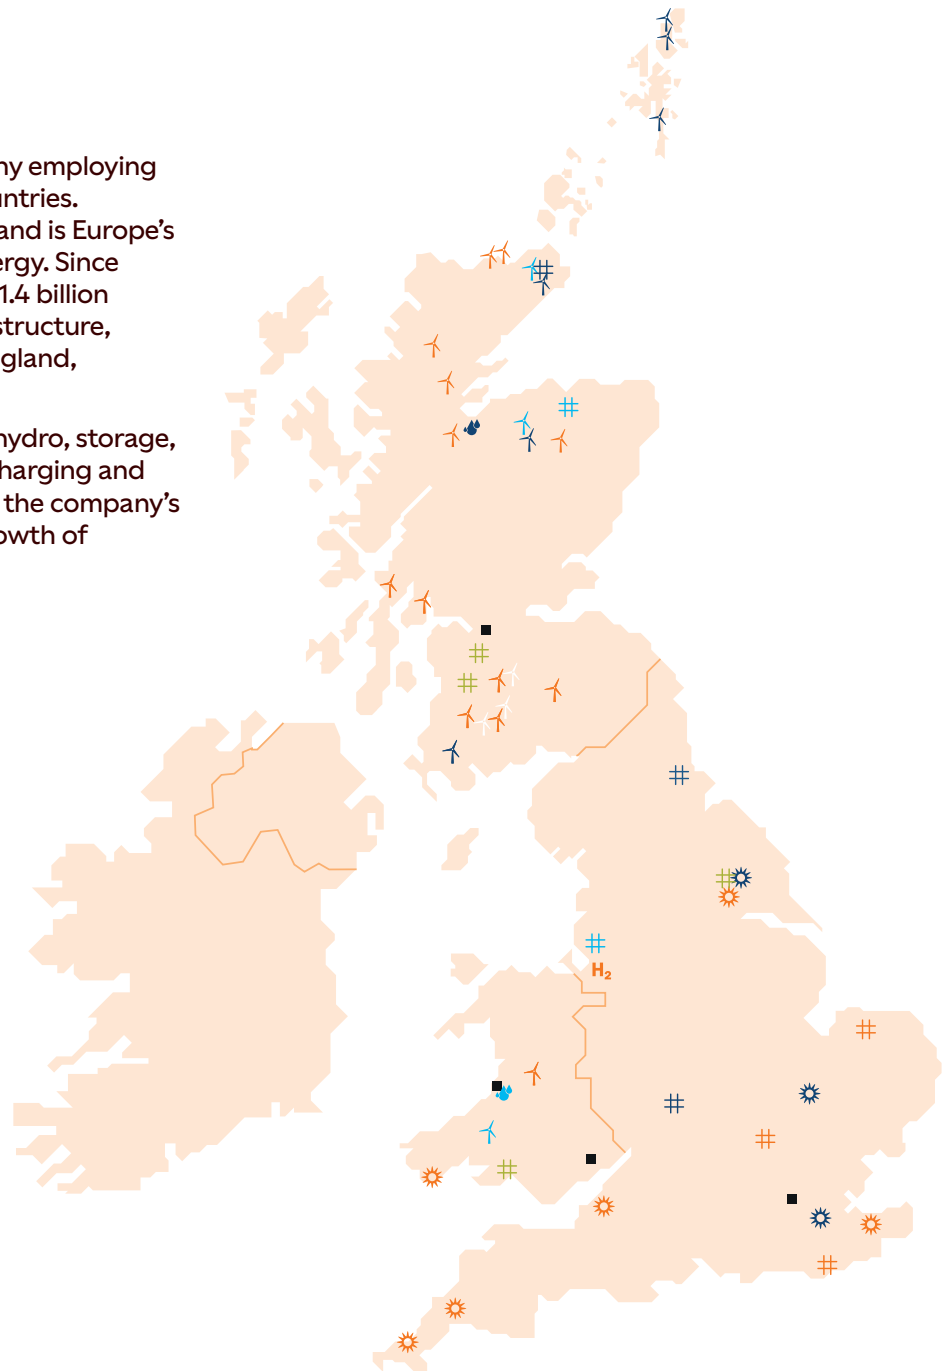 ny employing
untries.
and is Europe’s
ergy. Since
1.4 billion
structure,
gland,
hydro, storage,
harging and
the company’s
owth of
H₂